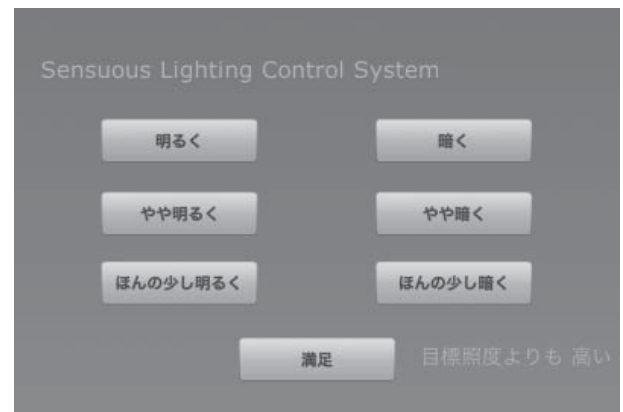 Sensuous Lighting Control System
明るく 暗く
やや明るく やや暗く
ほんの少し明るく ほんの少し暗く
満足 目標照度よりも 高い